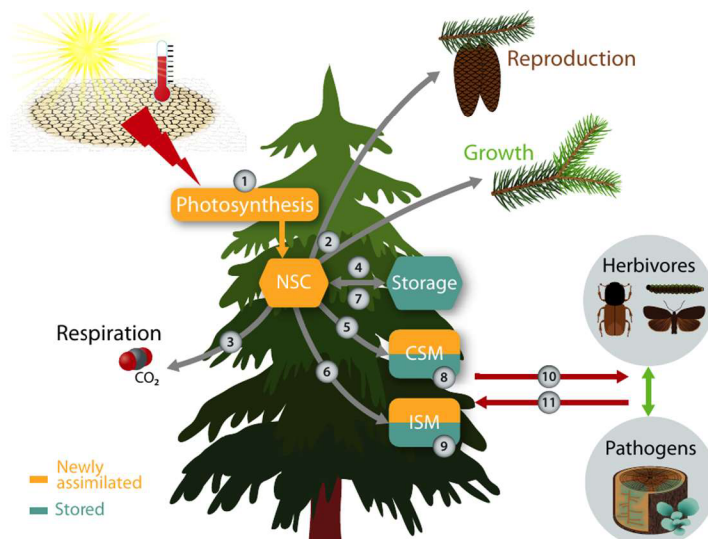 Reproduction
Growth
1
Photosynthesis
2
NSC
4
Storage
7
Herbivores
Respiration
3
5
CO₂
CSM
6
8
10
11
ISM
9
Pathogens
Newly
assimilated
Stored